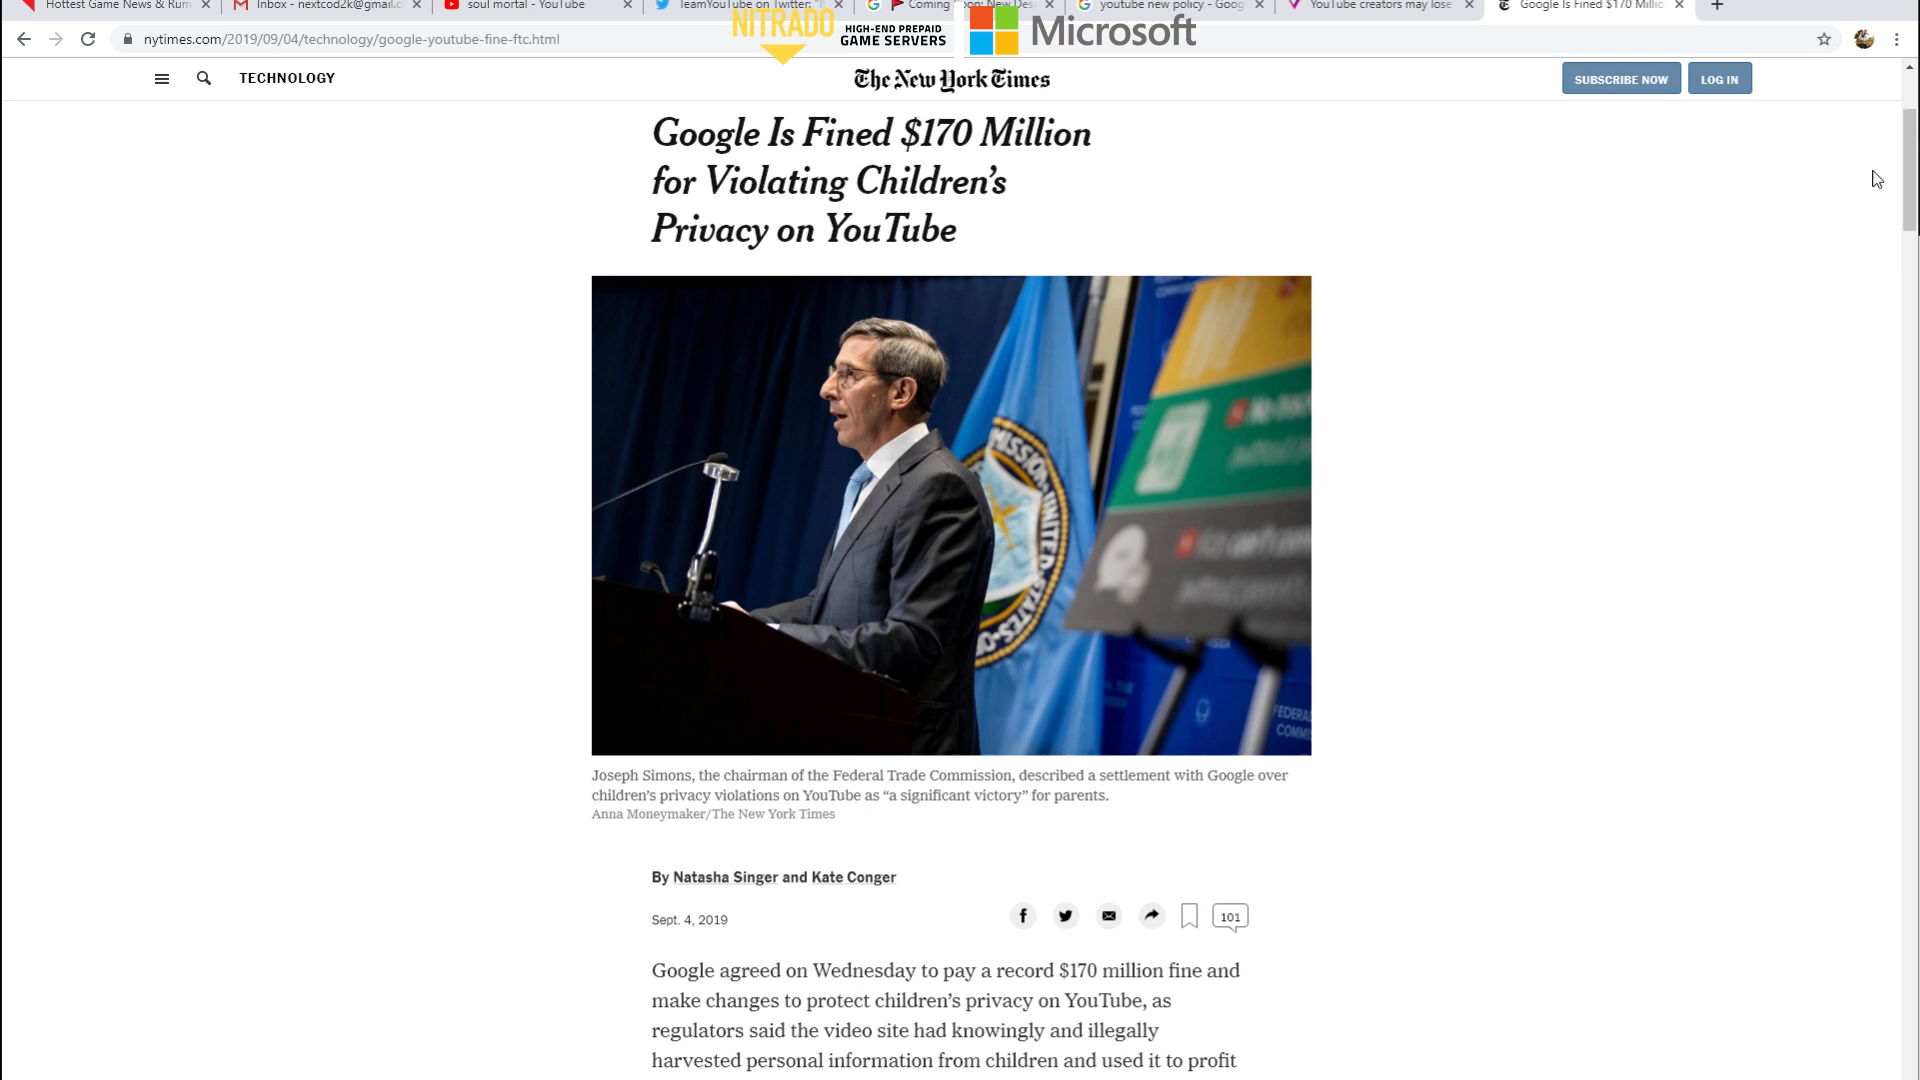 Hottest Game News & Rum
Inbox - nextcod2k@gmail.c
soul mortal - YouTube
TeamYouTube on Twitter: "
Coming
youtube new policy - Goog
YouTube creators may lose
Google Is Fined $170 Millio
nytimes.com/2019/09/04/technology/google-youtube-fine-ftc.html
NITRADO
HIGH-END PREPAID
GAME SERVERS
Microsoft
TECHNOLOGY
The New York Times
SUBSCRIBE NOW
LOG IN
Google Is Fined $170 Million
for Violating Children’s
Privacy on YouTube
MISSION·UNITED·STATES·O
FEDERA
COMM
Joseph Simons, the chairman of the Federal Trade Commission, described a settlement with Google over
children’s privacy violations on YouTube as “a significant victory” for parents.
Anna Moneymaker/The New York Times
By Natasha Singer and Kate Conger
Sept. 4, 2019
101
Google agreed on Wednesday to pay a record $170 million fine and
make changes to protect children’s privacy on YouTube, as
regulators said the video site had knowingly and illegally
harvested personal information from children and used it to profit